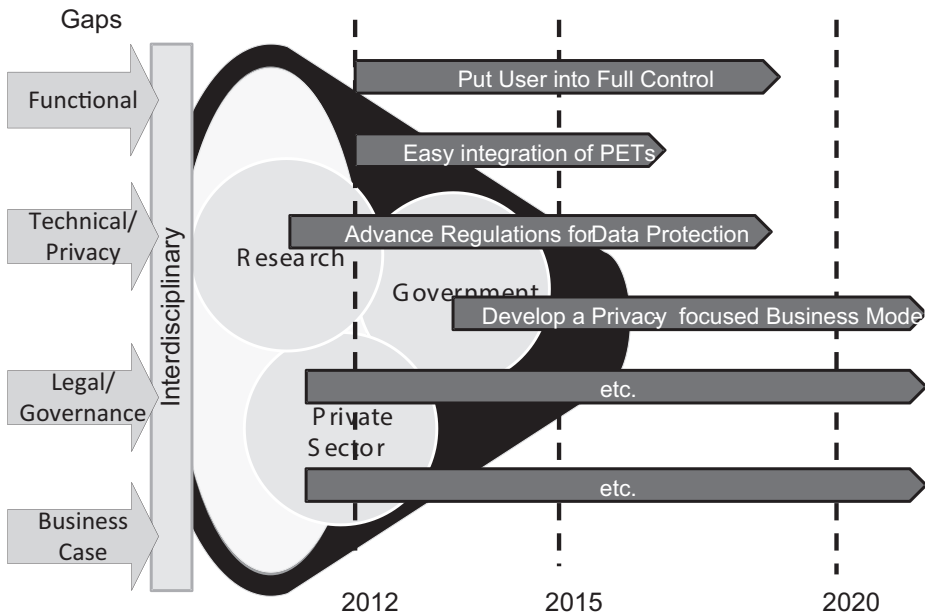 Gaps
Functional
Technical/
Privacy
Legal/
Governance
Business
Case
Interdisciplinary
Research
Government
Private
Sector
Put User into Full Control
Easy integration of PETs
Advance Regulations forData Protection
Develop a Privacy- focused Business Mode
etc.
etc.
2012
2015
2020